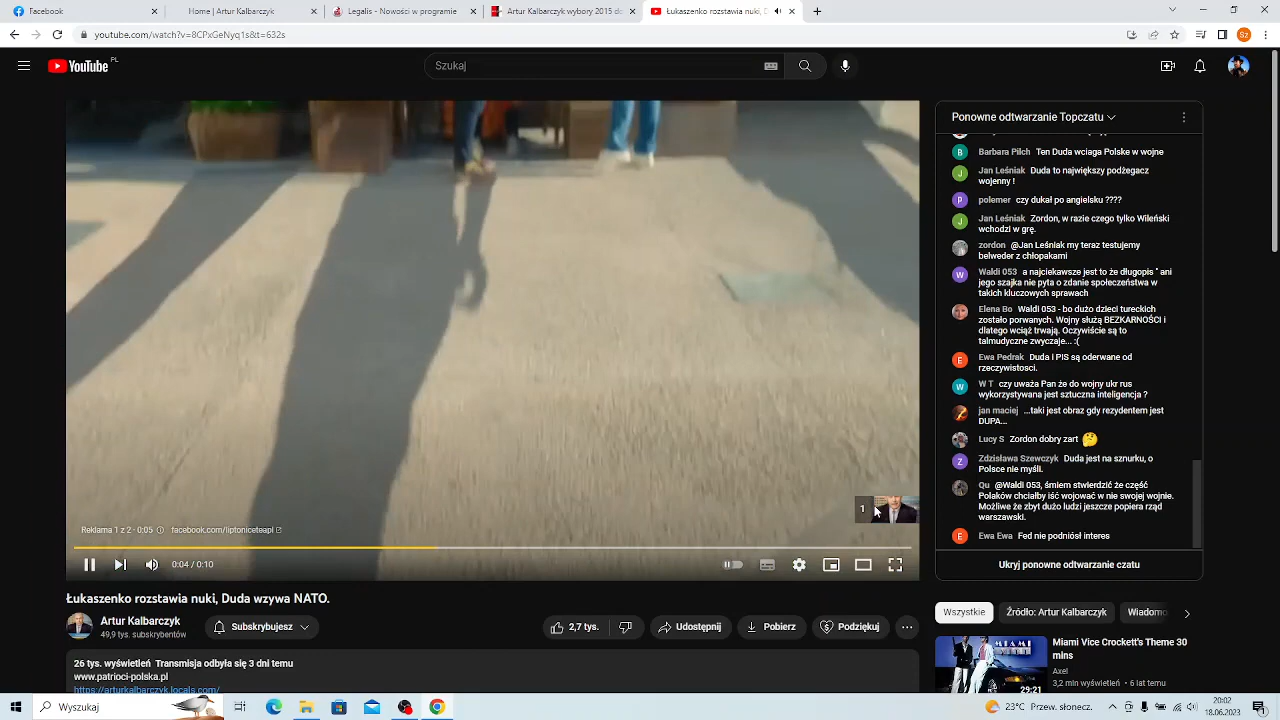 Facebook
Home | Artur Kalbarczyk
Legalis - Nowości w programie
Artur Kalbarczyk wybory 2015 do
Łukaszenko rozstawia nuki, D
youtube.com/watch?v=8CPxGeNyq1s&t=632s
Sz
YouTube PL
Szukaj
Ponowne odtwarzanie Topczatu
Barbara Pilch Ten Duda wciaga Polske w wojne
Jan Leśniak Duda to największy podżegacz
wojenny !
polemer czy dukał po angielsku ????
Jan Leśniak Zordon, w razie czego tylko Wileński
wchodzi w grę.
zordon @Jan Leśniak my teraz testujemy
belweder z chłopakami
Waldi 053 a najciekawsze jest to że długopis " ani
jego szajka nie pyta o zdanie społeczeństwa w
takich kluczowych sprawach
Elena Bo Waldi 053 - bo dużo dzieci tureckich
zostało porwanych. Wojny służą BEZKARNOŚCI i
dlatego wciąż trwają. Oczywiście są to
talmudyczne zwyczaje... :(
Ewa Pedrak Duda i PIS są oderwane od
rzeczywistosci.
W T czy uważa Pan że do wojny ukr rus
wykorzystywana jest sztuczna inteligencja ?
jan maciej ...taki jest obraz gdy rezydentem jest
DUPA...
Lucy S Zordon dobry zart
Zdzisława Szewczyk Duda jest na sznurku, o
Polsce nie myśli.
Qu @Waldi 053, śmiem stwierdzić że część
Polaków chciałby iść wojować w nie swojej wojnie.
Możliwe że zbyt dużo ludzi jeszcze popiera rząd
warszawski.
Ewa Ewa Fed nie podniósł interes
Ukryj ponowne odtwarzanie czatu
1
Reklama 1 z 2 · 0:05 facebook.com/liptoniceteapl
0:04 / 0:10
Łukaszenko rozstawia nuki, Duda wzywa NATO.
Artur Kalbarczyk
49,9 tys. subskrybentów
Subskrybujesz
2,7 tys.
Udostępnij
Pobierz
Podziękuj
26 tys. wyświetleń Transmisja odbyła się 3 dni temu
www.patrioci-polska.pl
https://arturkalbarczyk.locals.com/
Wszystkie
Źródło: Artur Kalbarczyk
Wiadomo
Miami Vice Crockett's Theme 30
mins
Axel
3,2 mln wyświetleń • 6 lat temu
29:21
Wyszukaj
23°C Przew. słonecz.
20:02
18.06.2023
1